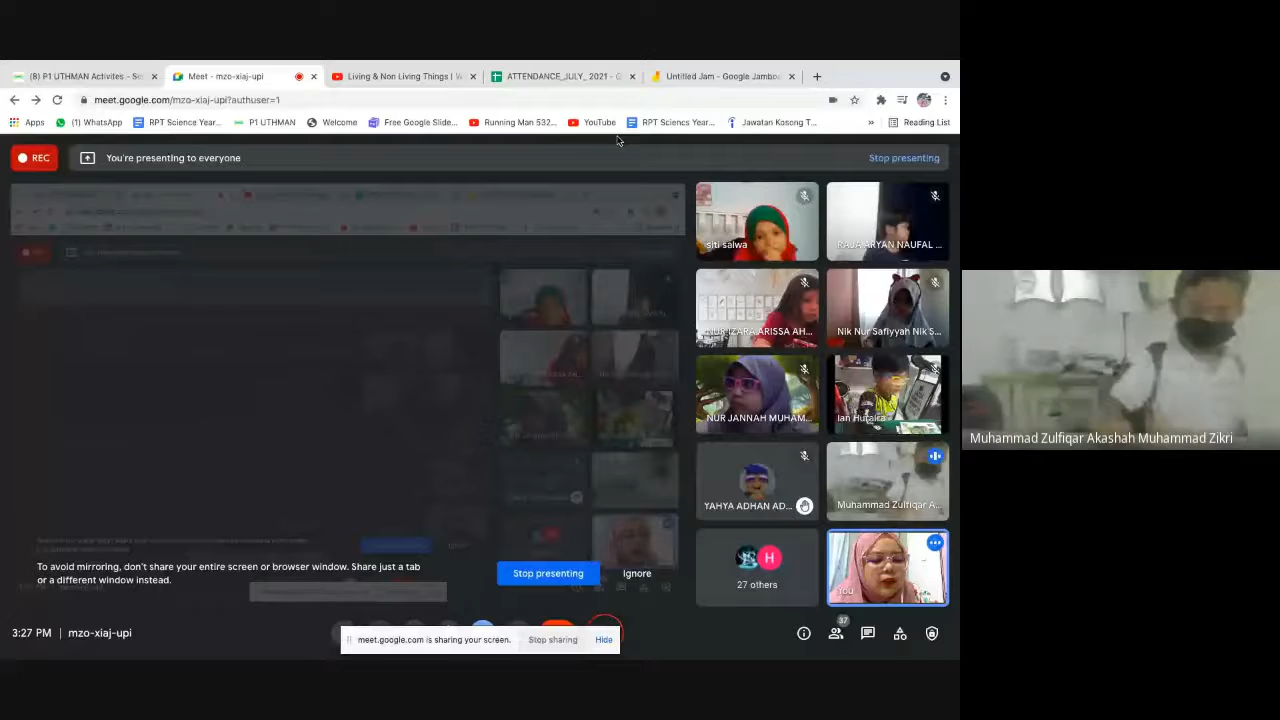 (8) P1 UTHMAN Activites - S
Meet - mzo-xiaj-upi
Living & Non Living Things | V
ATTENDANCE_JULY_ 2021 - G
Untitled Jam - Google Jambo
meet.google.com/mzo-xiaj-upi?authuser=1
Apps
(1) WhatsApp
RPT Science Year...
P1 UTHMAN
Welcome
Free Google Slide...
Running Man 532...
YouTube
RPT Sciencs Year...
Jawatan Kosong T...
»
Reading List
REC
You're presenting to everyone
Stop presenting
siti salwa
RAJA ARYAN NAUFAL ...
NUR IZARA ARISSA AH...
Nik Nur Safiyyah Nik S...
NUR JANNAH MUHAM...
Ian Huraira
YAHYA ADHAN AD...
Muhammad Zulfiqar A...
Muhammad Zulfiqar Akashah Muhammad Zikri
H
27 others
You
To avoid mirroring, don't share your entire screen or browser window. Share just a tab
or a different window instead.
Stop presenting
Ignore
3:27 PM | mzo-xiaj-upi
meet.google.com is sharing your screen.
Stop sharing
Hide
37